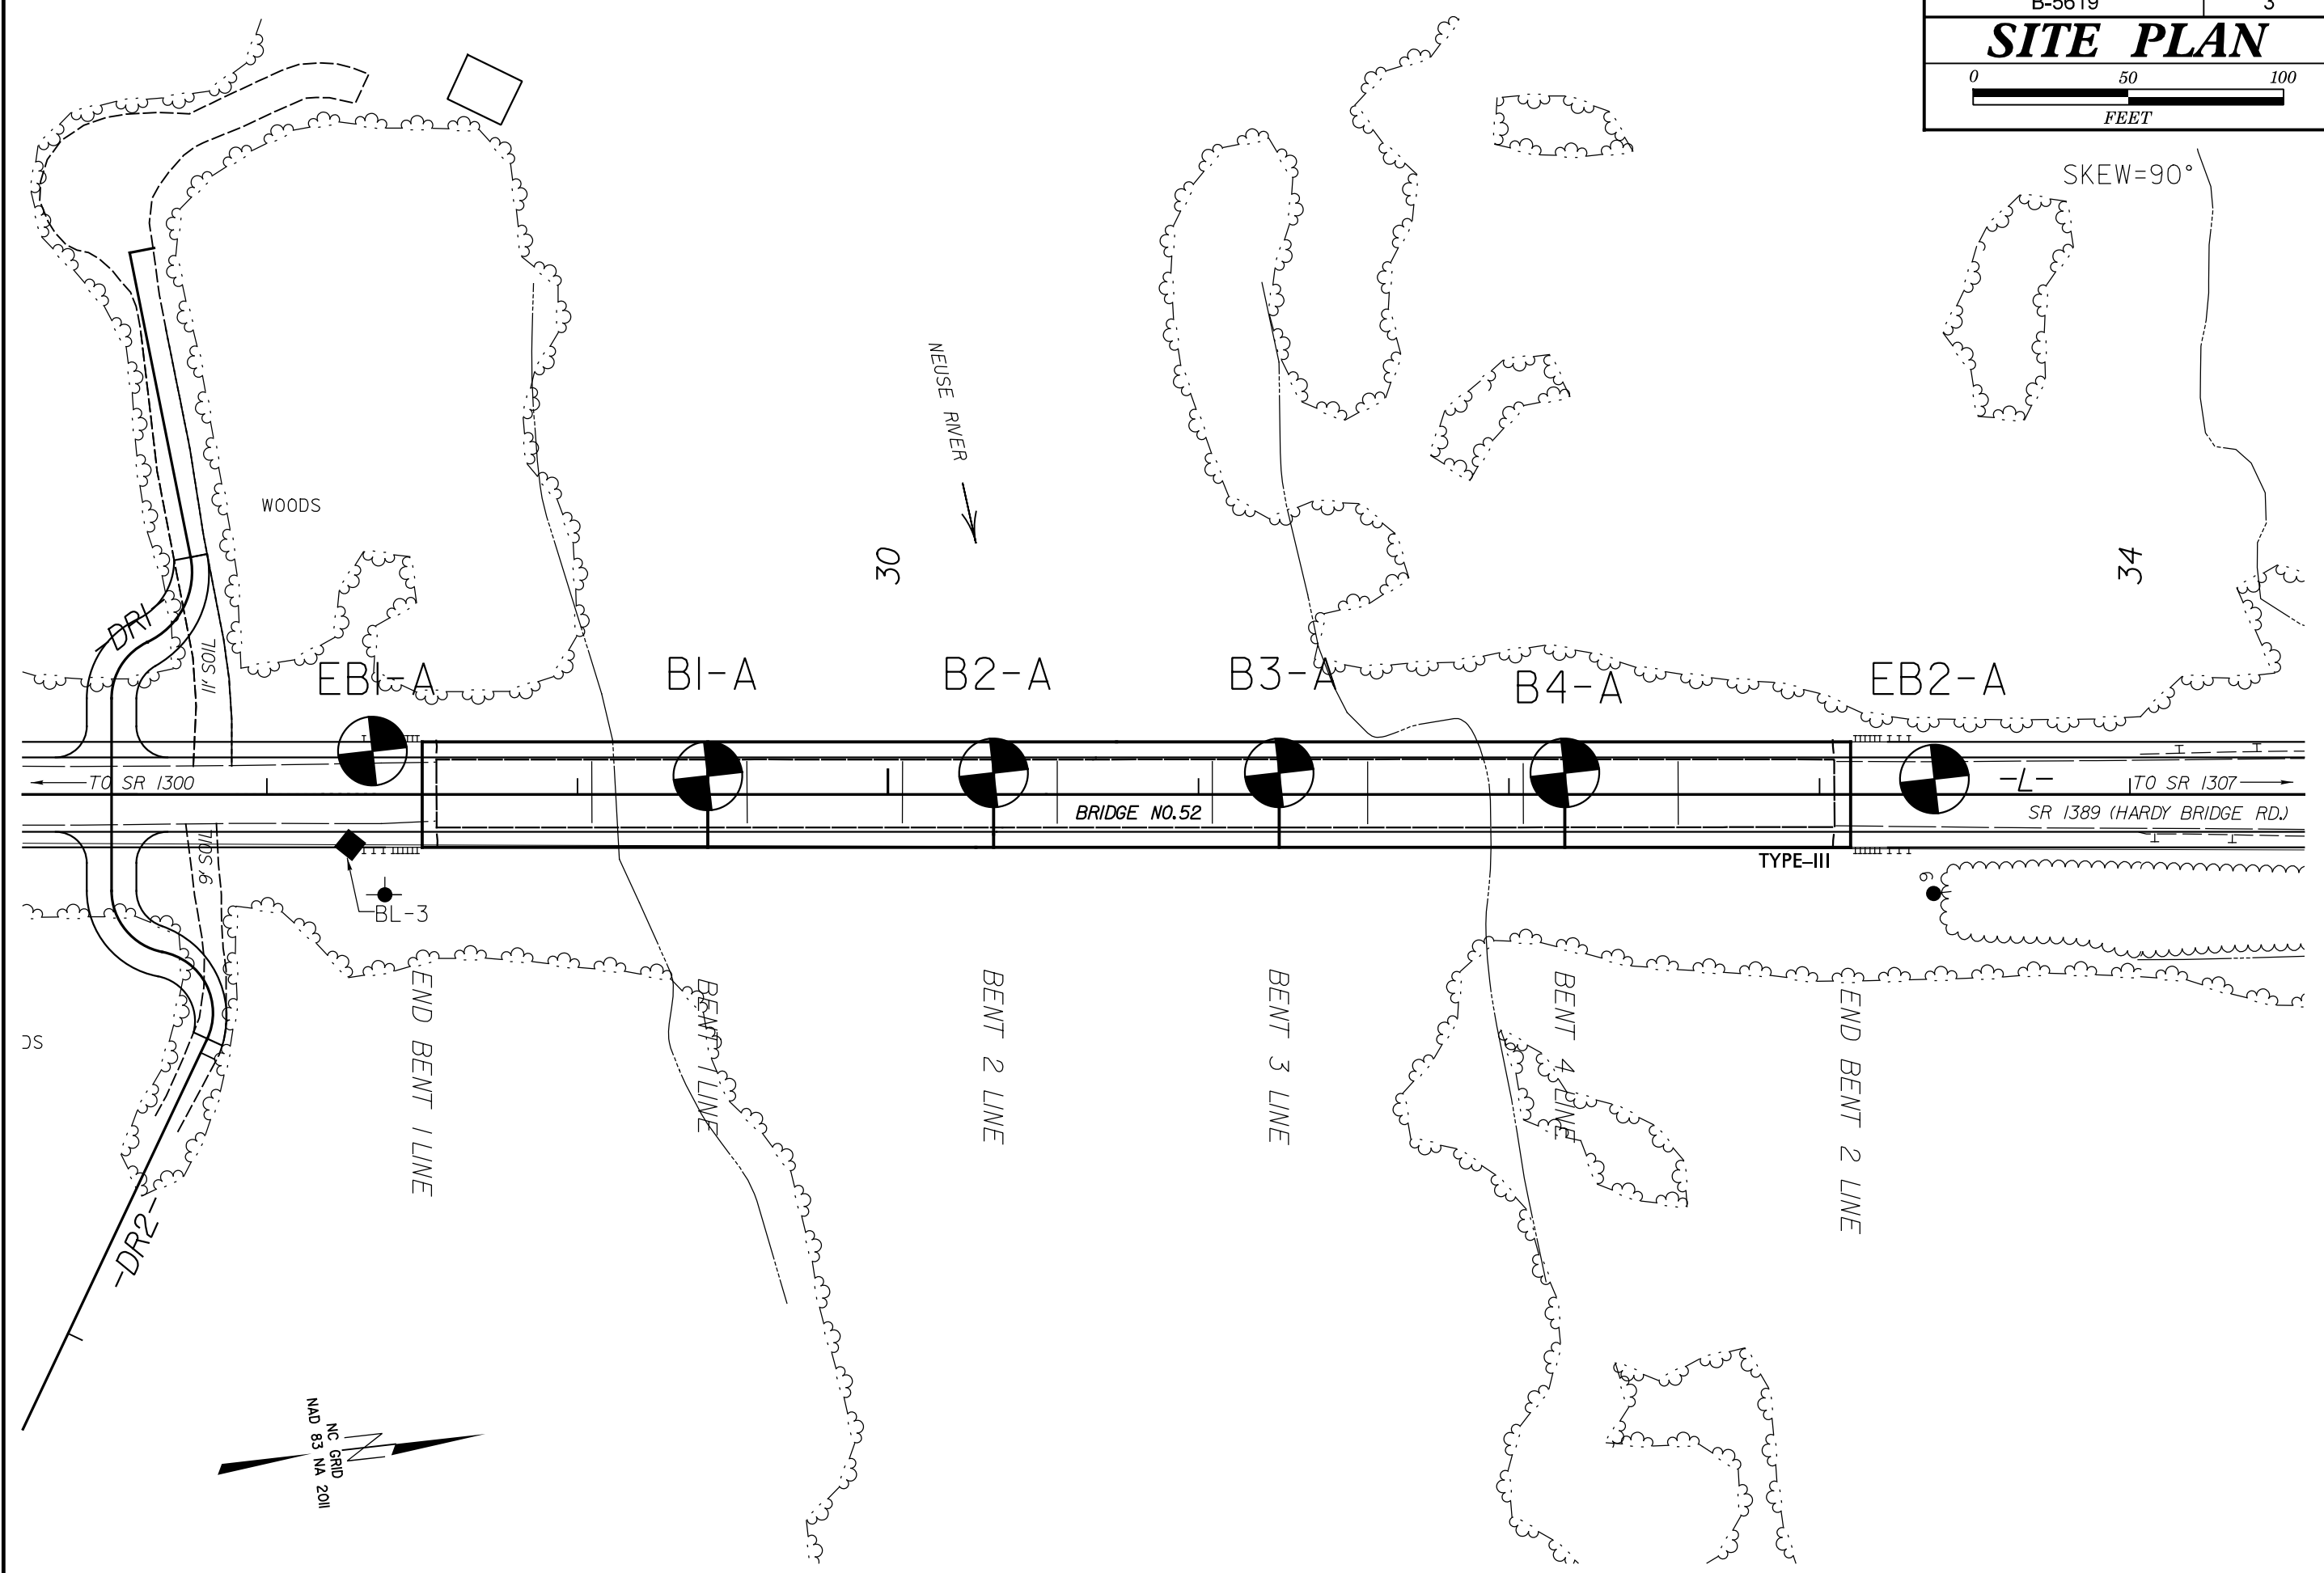 B-5619 3
SITE PLAN
0 50 100
FEET
SKEW=90°
NEUSE RIVER
WOODS
30
34
DR1
11' SOIL
EB1-A
B1-A
B2-A
B3-A
B4-A
EB2-A
TO SR 1300
-L-
TO SR 1307
BRIDGE NO.52
SR 1389 (HARDY BRIDGE RD.)
TYPE-III
9' SOIL
BL-3
9
END BENT 1 LINE
BENT 1 LINE
BENT 2 LINE
BENT 3 LINE
BENT 4 LINE
END BENT 2 LINE
DS
-DR2-
NC GRID
NAD 83 NA 2011